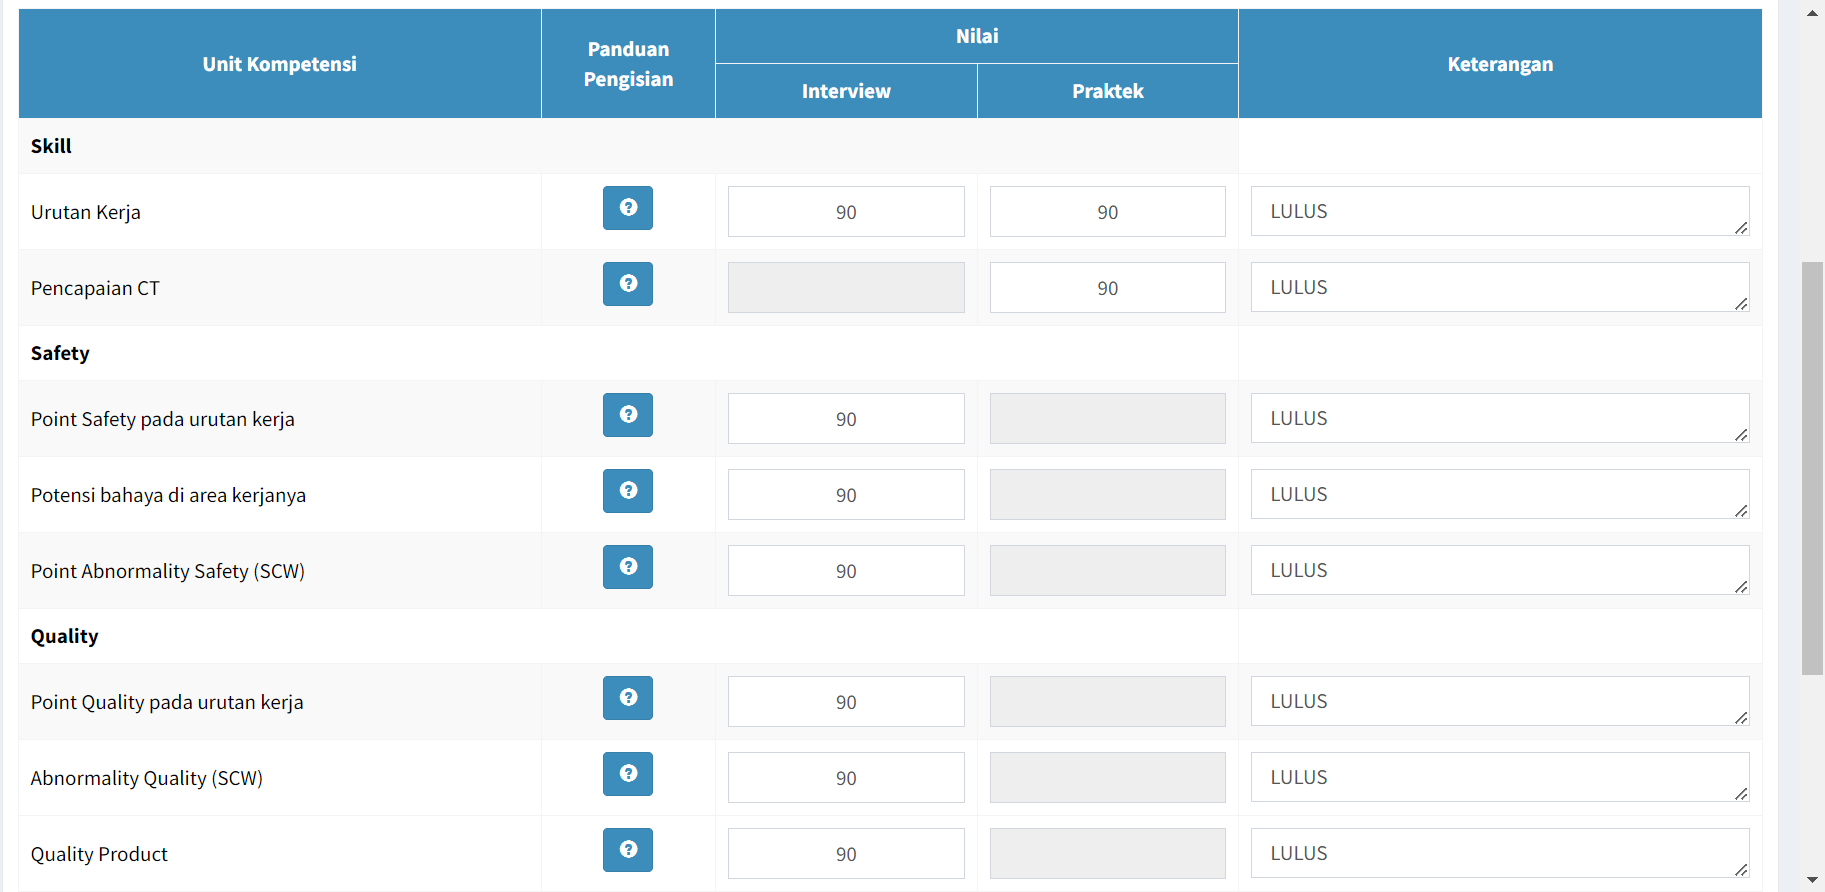 Unit Kompetensi
Panduan
Pengisian
Nilai
Interview
Praktek
Keterangan
Skill
Urutan Kerja
90
90
LULUS
Pencapaian CT
90
LULUS
Safety
Point Safety pada urutan kerja
90
LULUS
Potensi bahaya di area kerjanya
90
LULUS
Point Abnormality Safety (SCW)
90
LULUS
Quality
Point Quality pada urutan kerja
90
LULUS
Abnormality Quality (SCW)
90
LULUS
Quality Product
90
LULUS